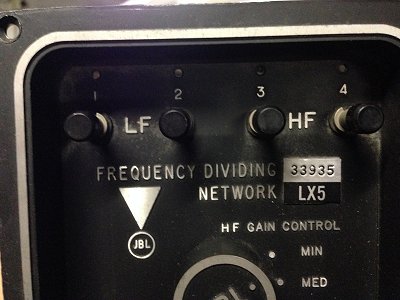 1 2 3 4
LF HF
FREQUENCY DIVIDING 33935
NETWORK LX5
JBL
HF GAIN CONTROL
MIN
MED